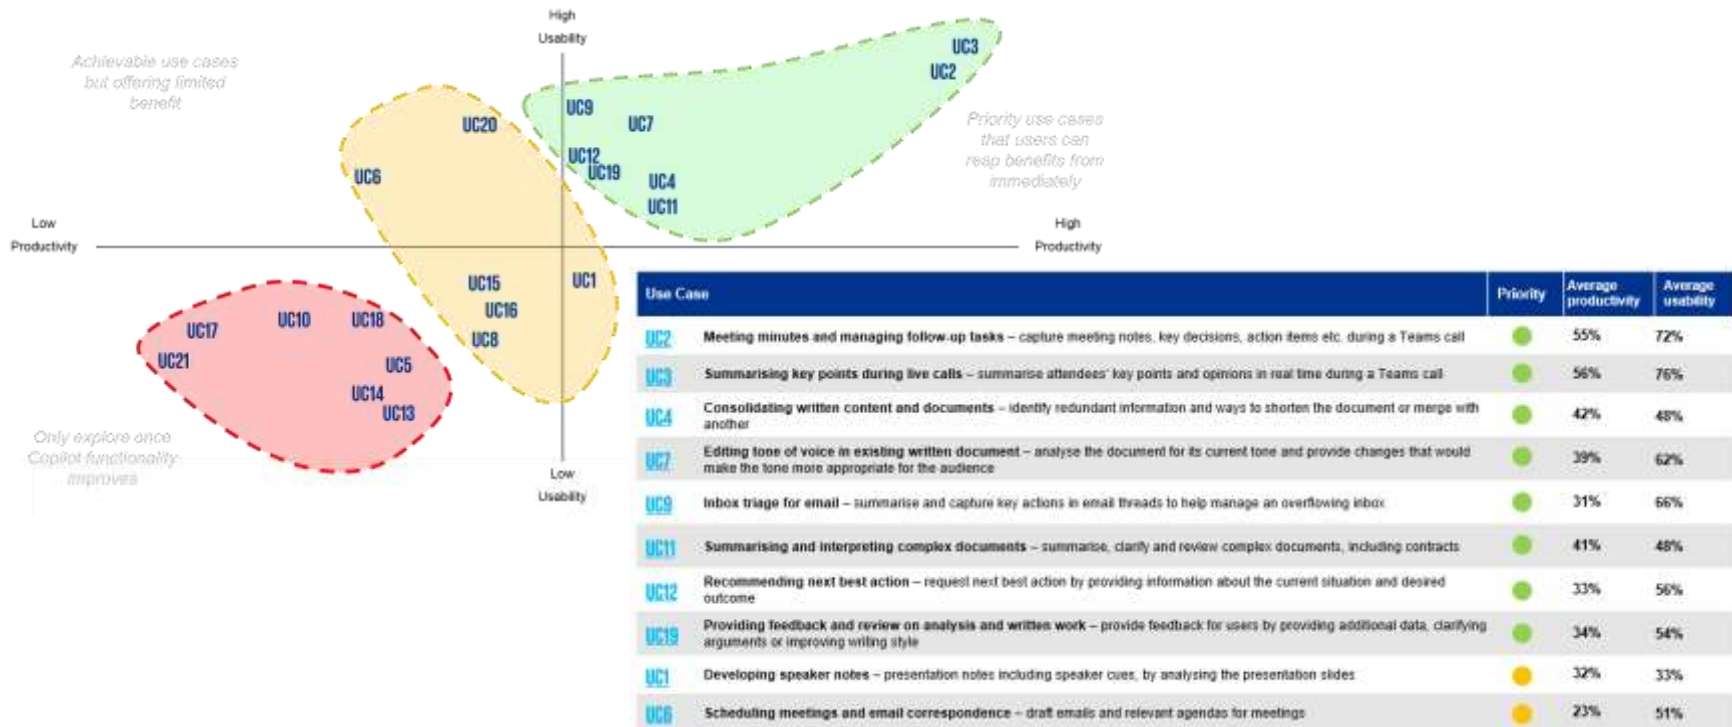 High
Usability
Achievable use cases
but offering limited
benefit
UC3
UC2
UC9
UC7
UC20
Priority use cases
that users can
reap benefits from
immediately
UC12
UC19
UC6
UC4
UC11
Low
Productivity
High
Productivity
UC15
UC1
UC16
UC8
UC17
UC10
UC18
UC21
UC5
UC14
UC13
Only explore once
Copilot functionality
improves
Low
Usability
Use Case Priority Average productivity Average usability
UC2 Meeting minutes and managing follow-up tasks – capture meeting notes, key decisions, action items etc. during a Teams call 55% 72%
UC3 Summarising key points during live calls – summarise attendees' key points and opinions in real time during a Teams call 56% 76%
UC4 Consolidating written content and documents – identify redundant information and ways to shorten the document or merge with
another 42% 48%
UC7 Editing tone of voice in existing written document – analyse the document for its current tone and provide changes that would
make the tone more appropriate for the audience 39% 62%
UC9 Inbox triage for email – summarise and capture key actions in email threads to help manage an overflowing inbox 31% 66%
UC11 Summarising and interpreting complex documents – summarise, clarify and review complex documents, including contracts 41% 48%
UC12 Recommending next best action – request next best action by providing information about the current situation and desired
outcome 33% 56%
UC19 Providing feedback and review on analysis and written work – provide feedback for users by providing additional data, clarifying
arguments or improving writing style 34% 54%
UC1 Developing speaker notes – presentation notes including speaker cues, by analysing the presentation slides 32% 33%
UC6 Scheduling meetings and email correspondence – draft emails and relevant agendas for meetings 23% 51%